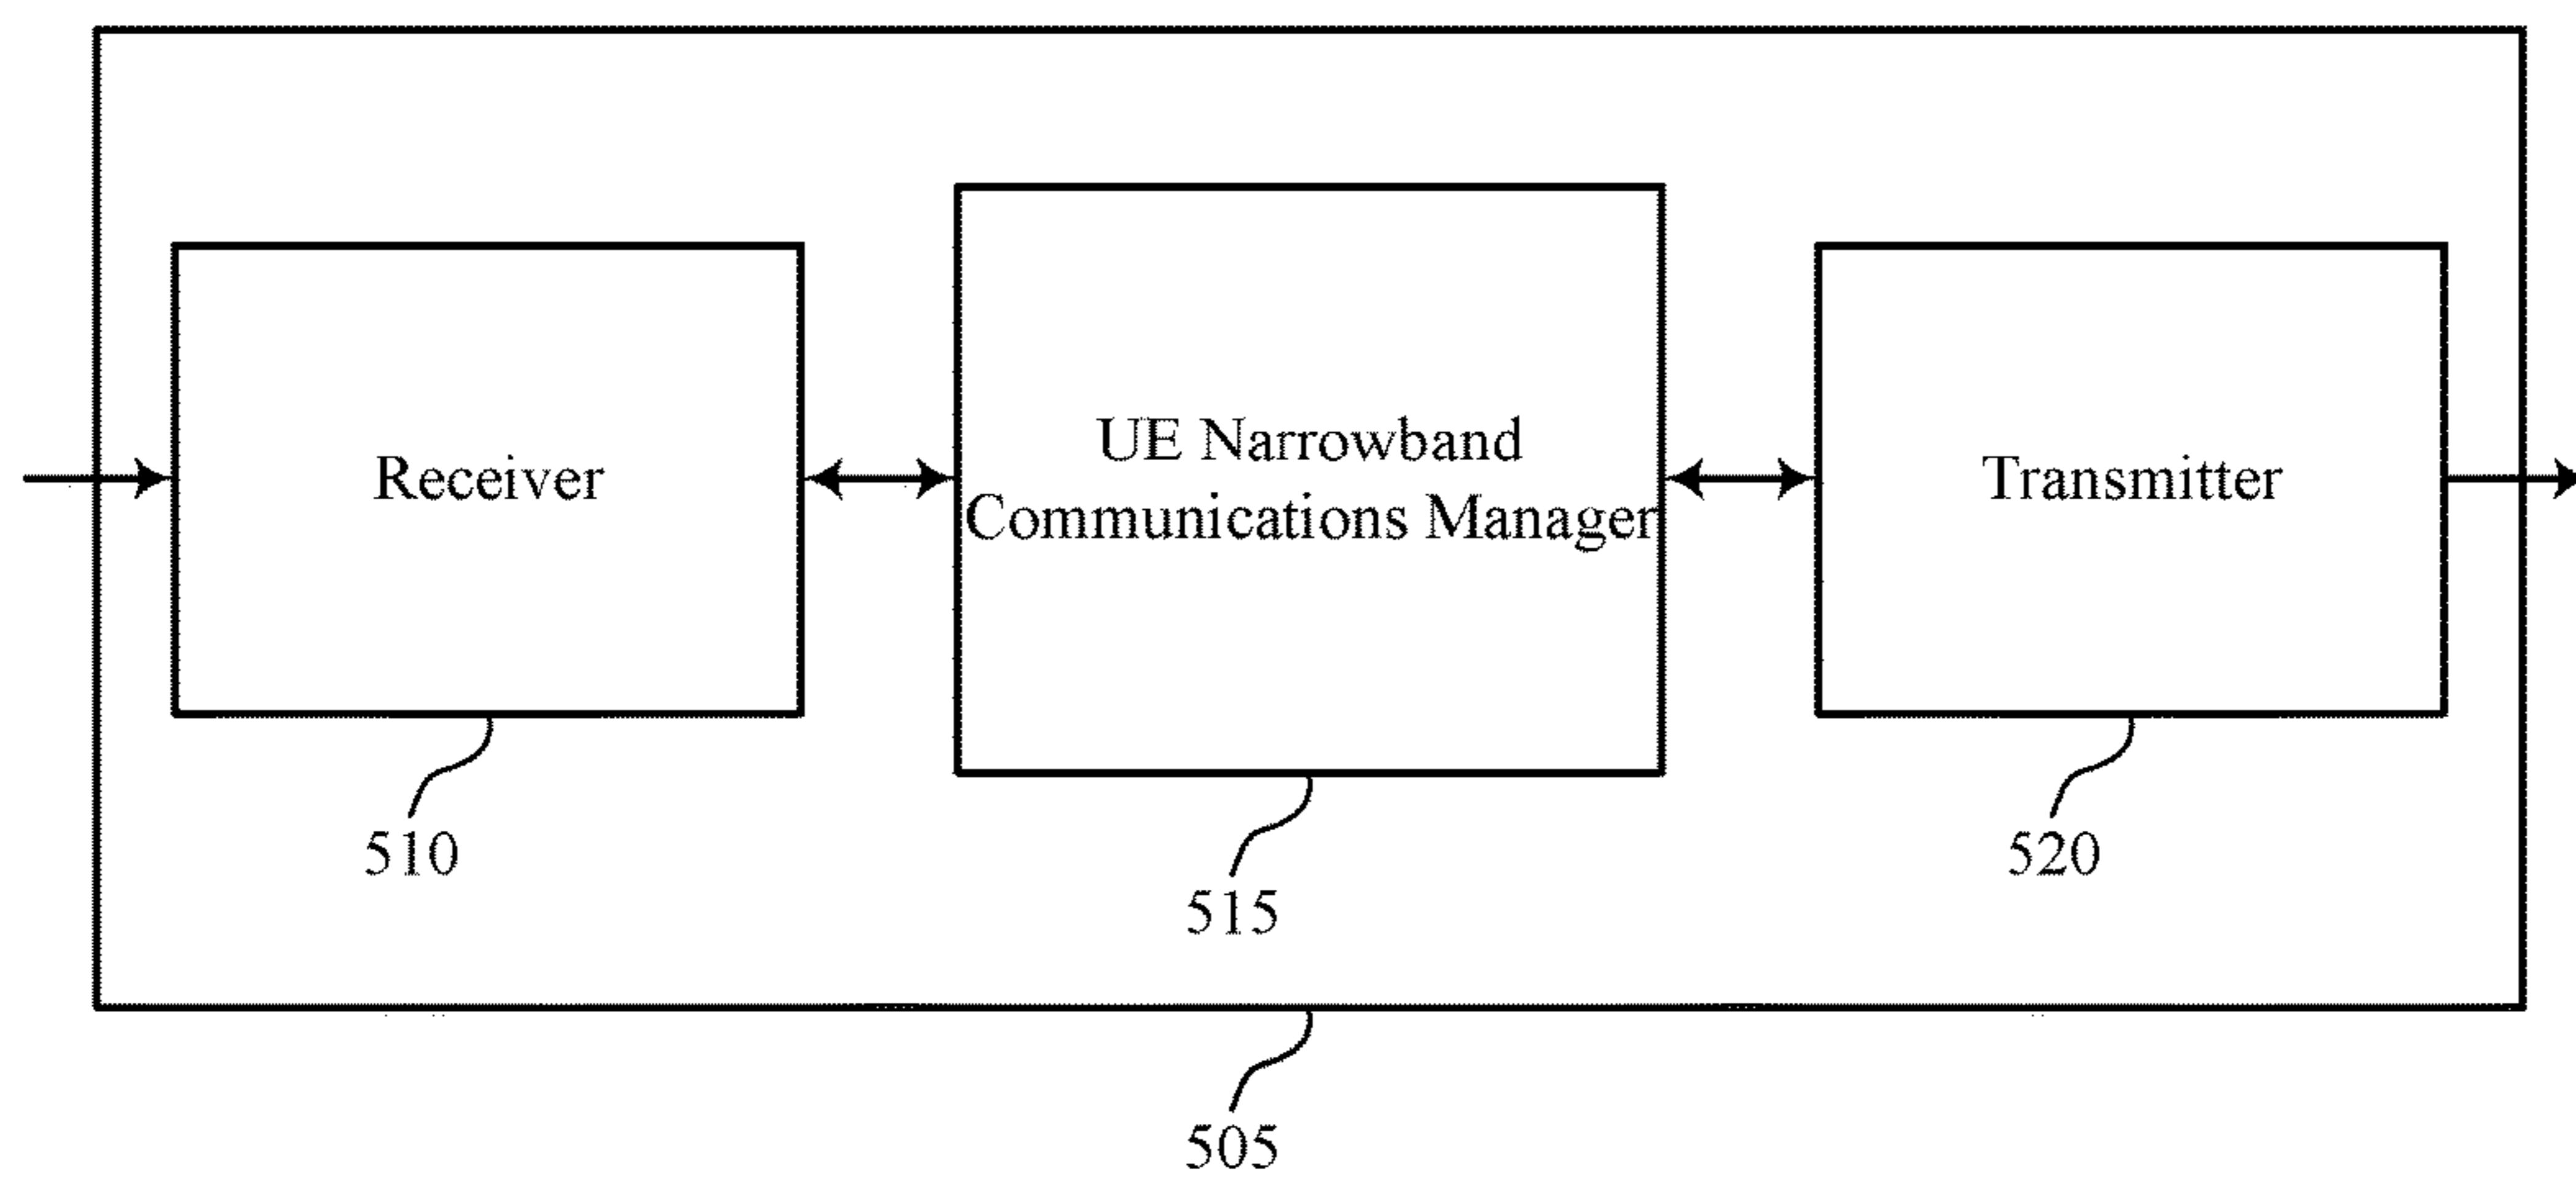 Receiver
UE Narrowband
Communications Manager
Transmitter
510
515
520
505